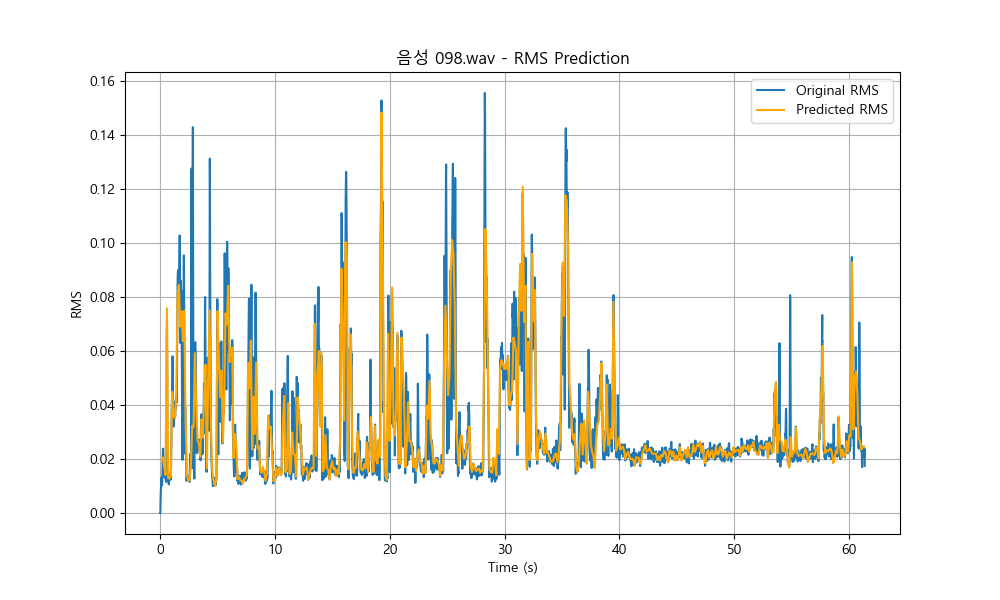 음성 098.wav - RMS Prediction
Original RMS
Predicted RMS
RMS
0.16
0.14
0.12
0.10
0.08
0.06
0.04
0.02
0.00
0 10 20 30 40 50 60
Time (s)